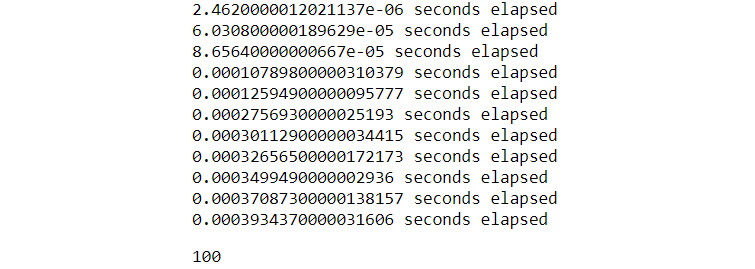 2.4620000012021137e-06 seconds elapsed
6.030800000189629e-05 seconds elapsed
8.65640000000667e-05 seconds elapsed
0.00010789800000310379 seconds elapsed
0.00012594900000095777 seconds elapsed
0.0002756930000025193 seconds elapsed
0.00030112900000034415 seconds elapsed
0.00032656500000172173 seconds elapsed
0.0003499490000002936 seconds elapsed
0.00037087300000138157 seconds elapsed
0.0003934370000031606 seconds elapsed
100